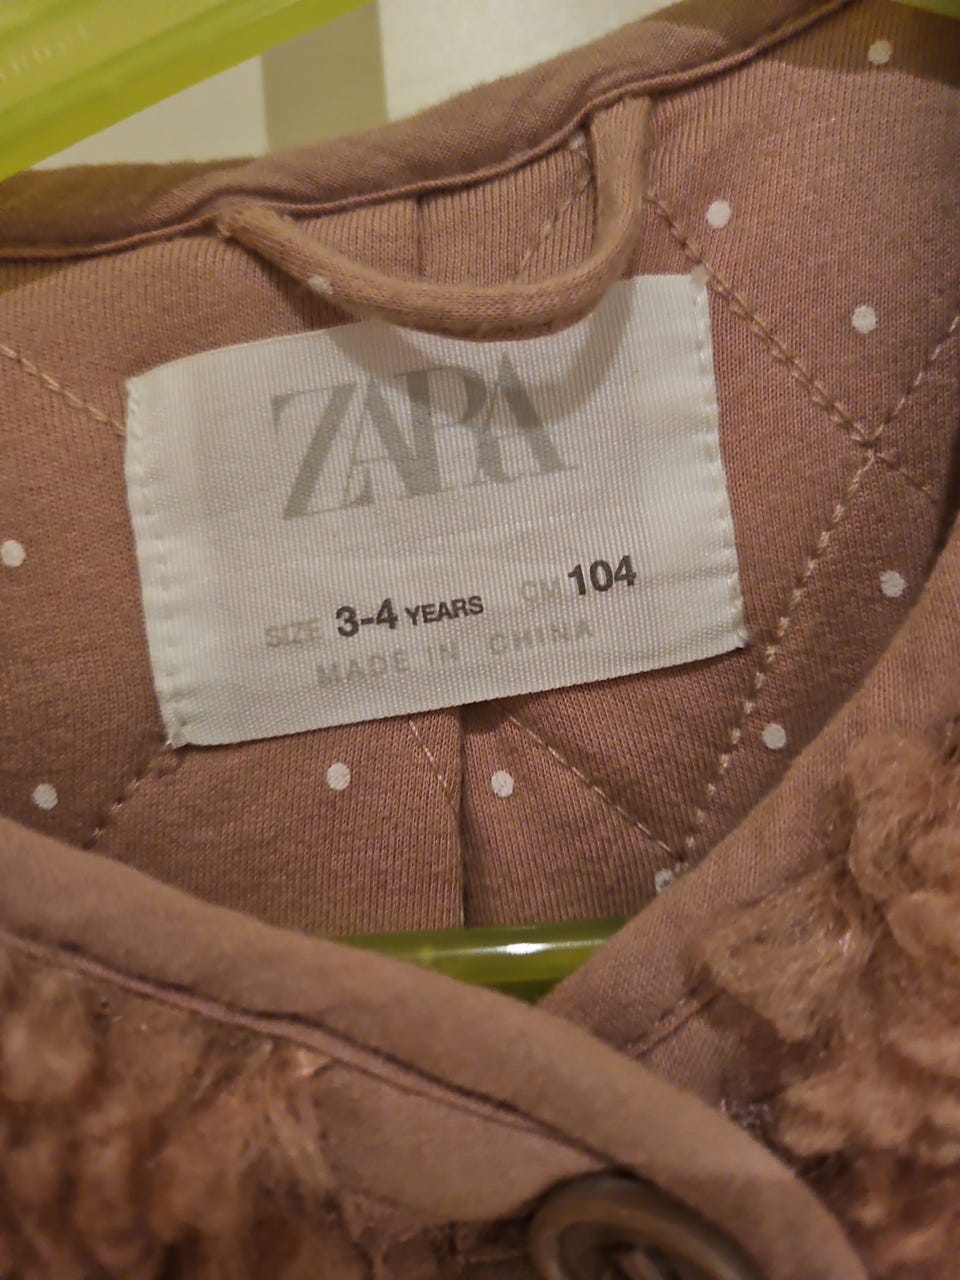 ZARA
SIZE 3-4 YEARS CM 104
MADE IN CHINA